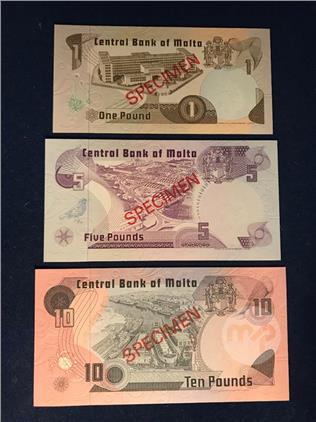 1
Central Bank of Malta
1
SPECIMEN
One Pound
1
Central Bank of Malta
5
5
SPECIMEN
Five Pounds
5
Central Bank of Malta
10
10
SPECIMEN
10
Ten Pounds